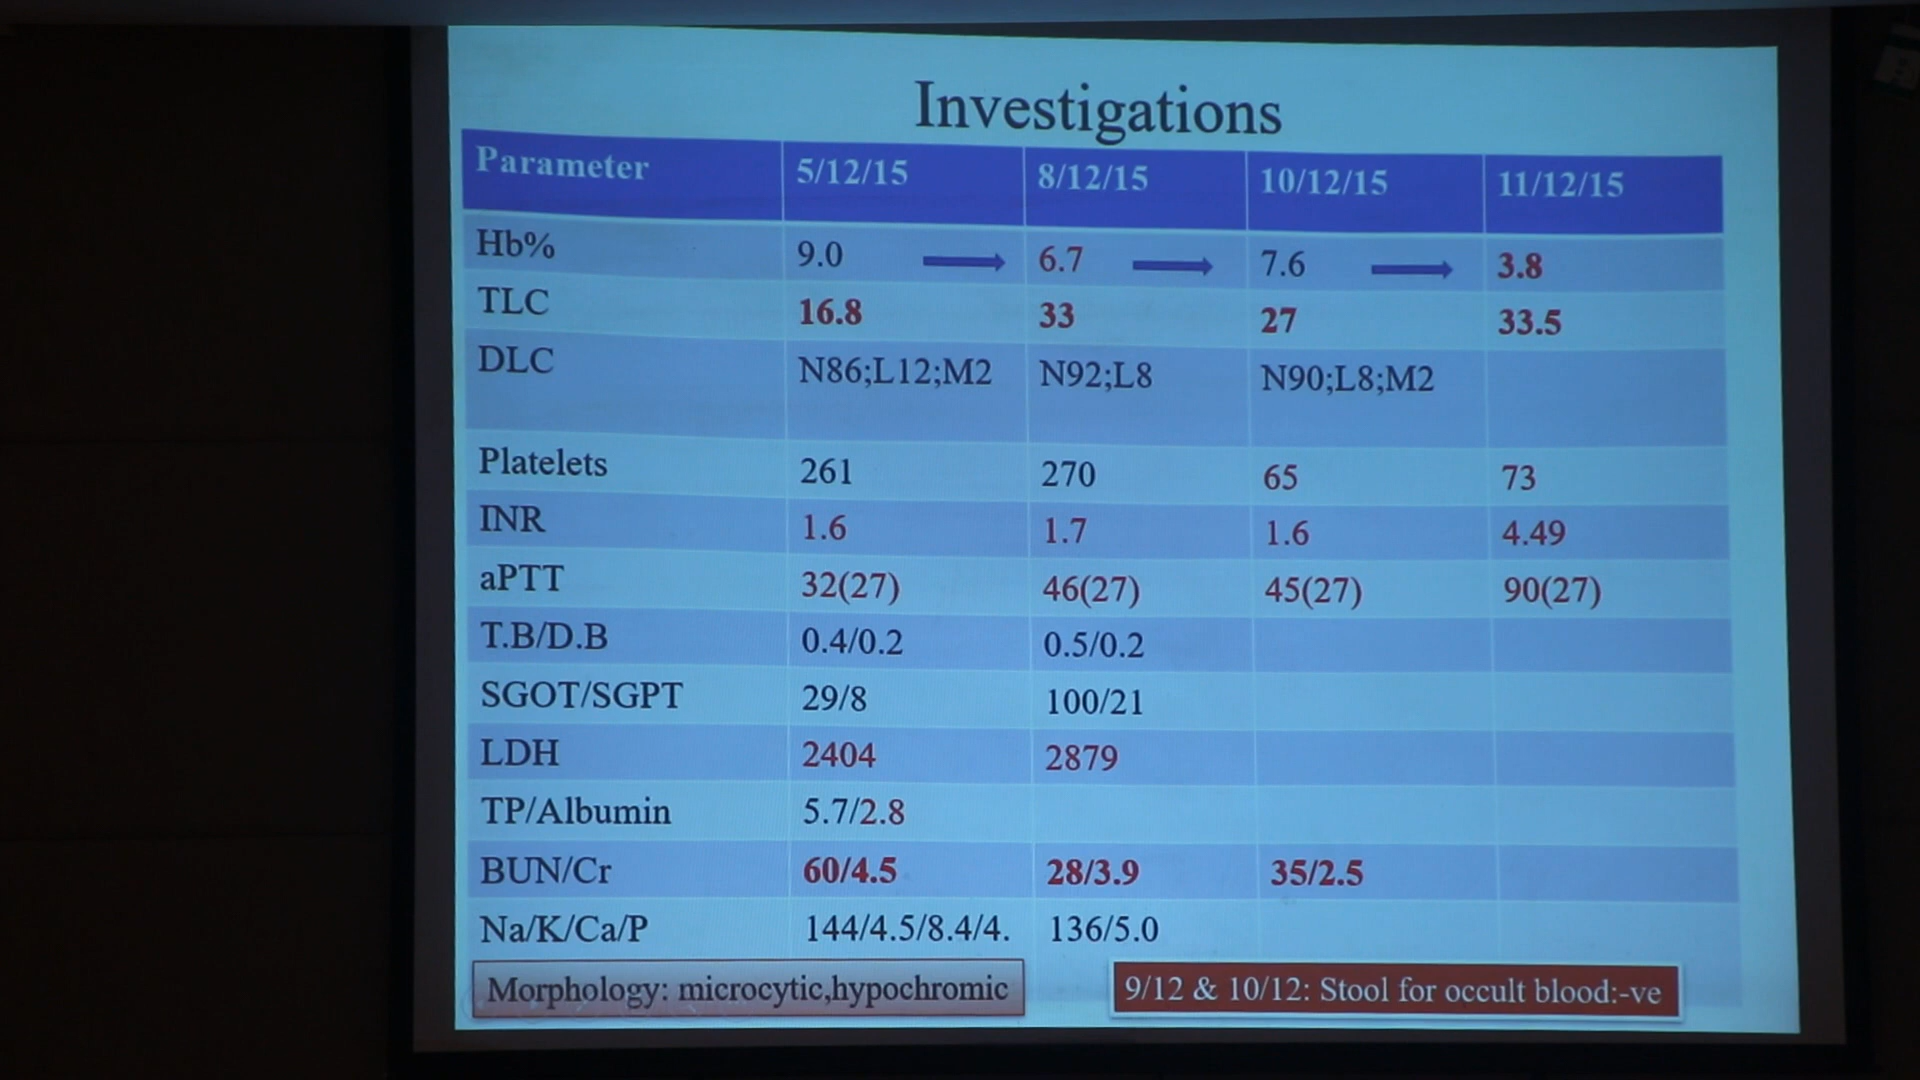 Investigations
Parameter 5/12/15 8/12/15 10/12/15 11/12/15
Hb% 9.0 6.7 7.6 3.8
TLC 16.8 33 27 33.5
DLC N86;L12;M2 N92;L8 N90;L8;M2
Platelets 261 270 65 73
INR 1.6 1.7 1.6 4.49
aPTT 32(27) 46(27) 45(27) 90(27)
T.B/D.B 0.4/0.2 0.5/0.2
SGOT/SGPT 29/8 100/21
LDH 2404 2879
TP/Albumin 5.7/2.8
BUN/Cr 60/4.5 28/3.9 35/2.5
Na/K/Ca/P 144/4.5/8.4/4. 136/5.0
Morphology: microcytic,hypochromic
9/12 & 10/12: Stool for occult blood:-ve